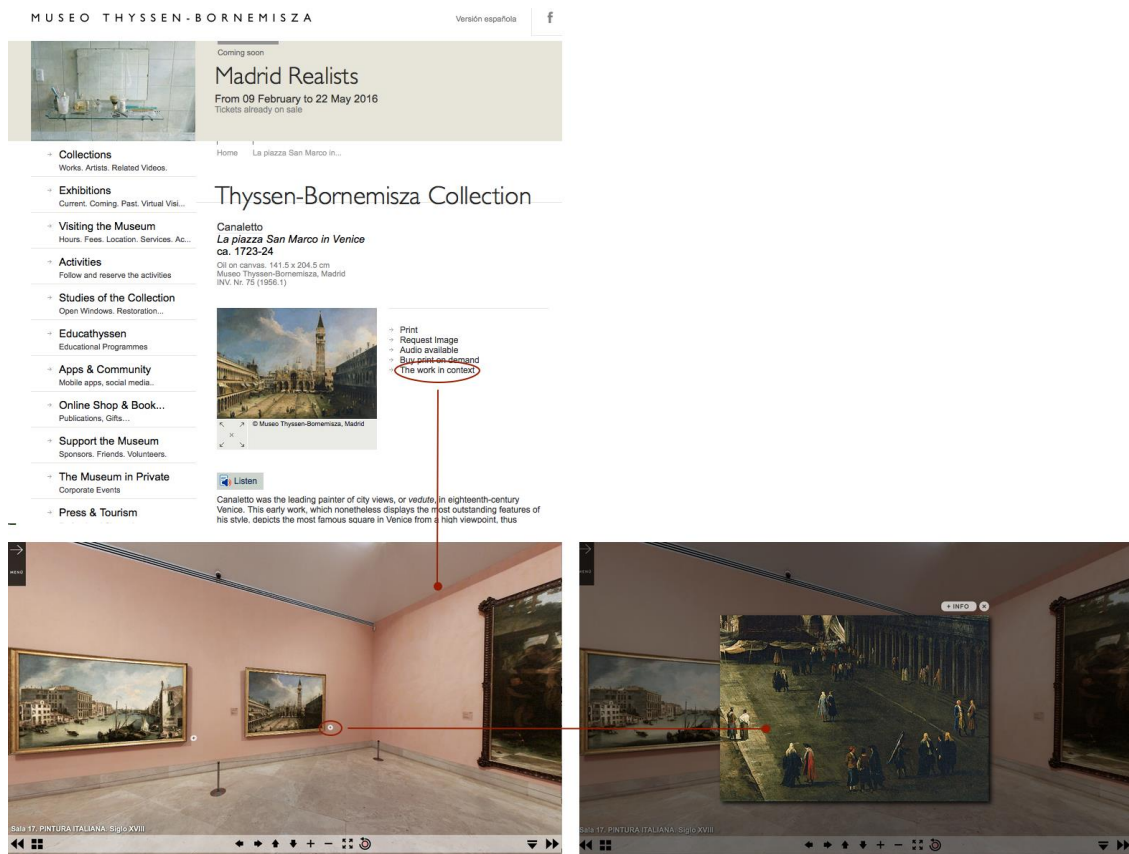 MUSEO THYSSEN-BORNEMISZA
Versión española
f
Coming soon
Madrid Realists
From 09 February to 22 May 2016
Tickets already on sale
Home La piazza San Marco in...
Collections
Works. Artists. Related Videos.
Exhibitions
Current. Coming. Past. Virtual Visi...
Visiting the Museum
Hours. Fees. Location. Services. Ac...
Activities
Follow and reserve the activities
Studies of the Collection
Open Windows. Restoration...
Educathyssen
Educational Programmes
Apps & Community
Mobile apps, social media..
Online Shop & Book...
Publications, Gifts...
Support the Museum
Sponsors. Friends. Volunteers.
The Museum in Private
Corporate Events
Press & Tourism
Thyssen-Bornemisza Collection
Canaletto
La piazza San Marco in Venice
ca. 1723-24
Oil on canvas. 141.5 x 204.5 cm
Museo Thyssen-Bornemisza, Madrid
INV. Nr. 75 (1956.1)
Print
Request Image
Audio available
Buy print on demand
The work in context
© Museo Thyssen-Bornemisza, Madrid
Listen
Canaletto was the leading painter of city views, or vedute, in eighteenth-century
Venice. This early work, which nonetheless displays the most outstanding features of
his style, depicts the most famous square in Venice from a high viewpoint, thus
MENÚ
Sala 17. PINTURA ITALIANA: Siglo XVIII
MENÚ
+ INFO
Sala 17. PINTURA ITALIANA: Siglo XVIII